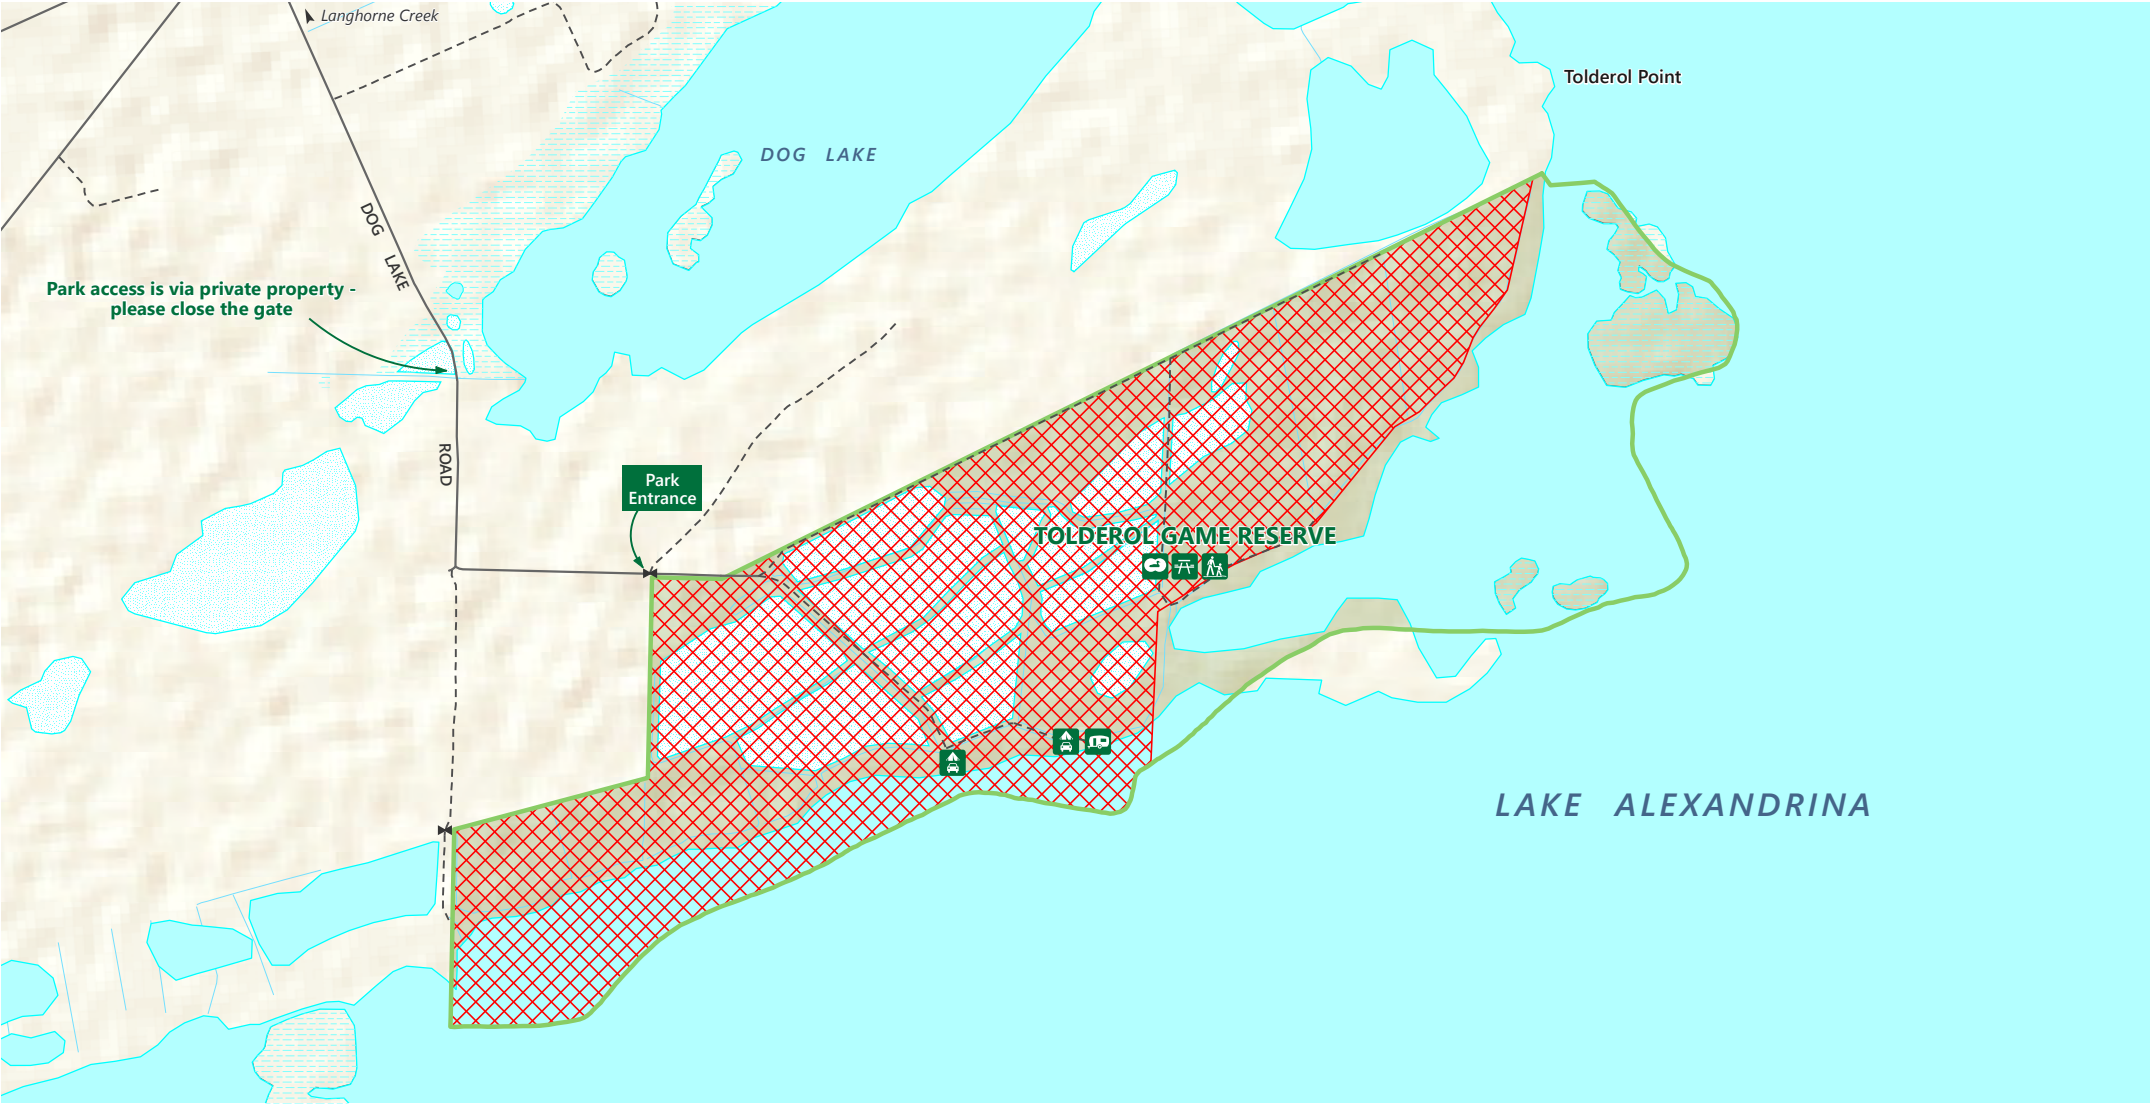 Langhorne Creek
Tolderol Point
DOG LAKE
DOG LAKE ROAD
Park access is via private property -
please close the gate
Park
Entrance
TOLDEROL GAME RESERVE
LAKE ALEXANDRINA